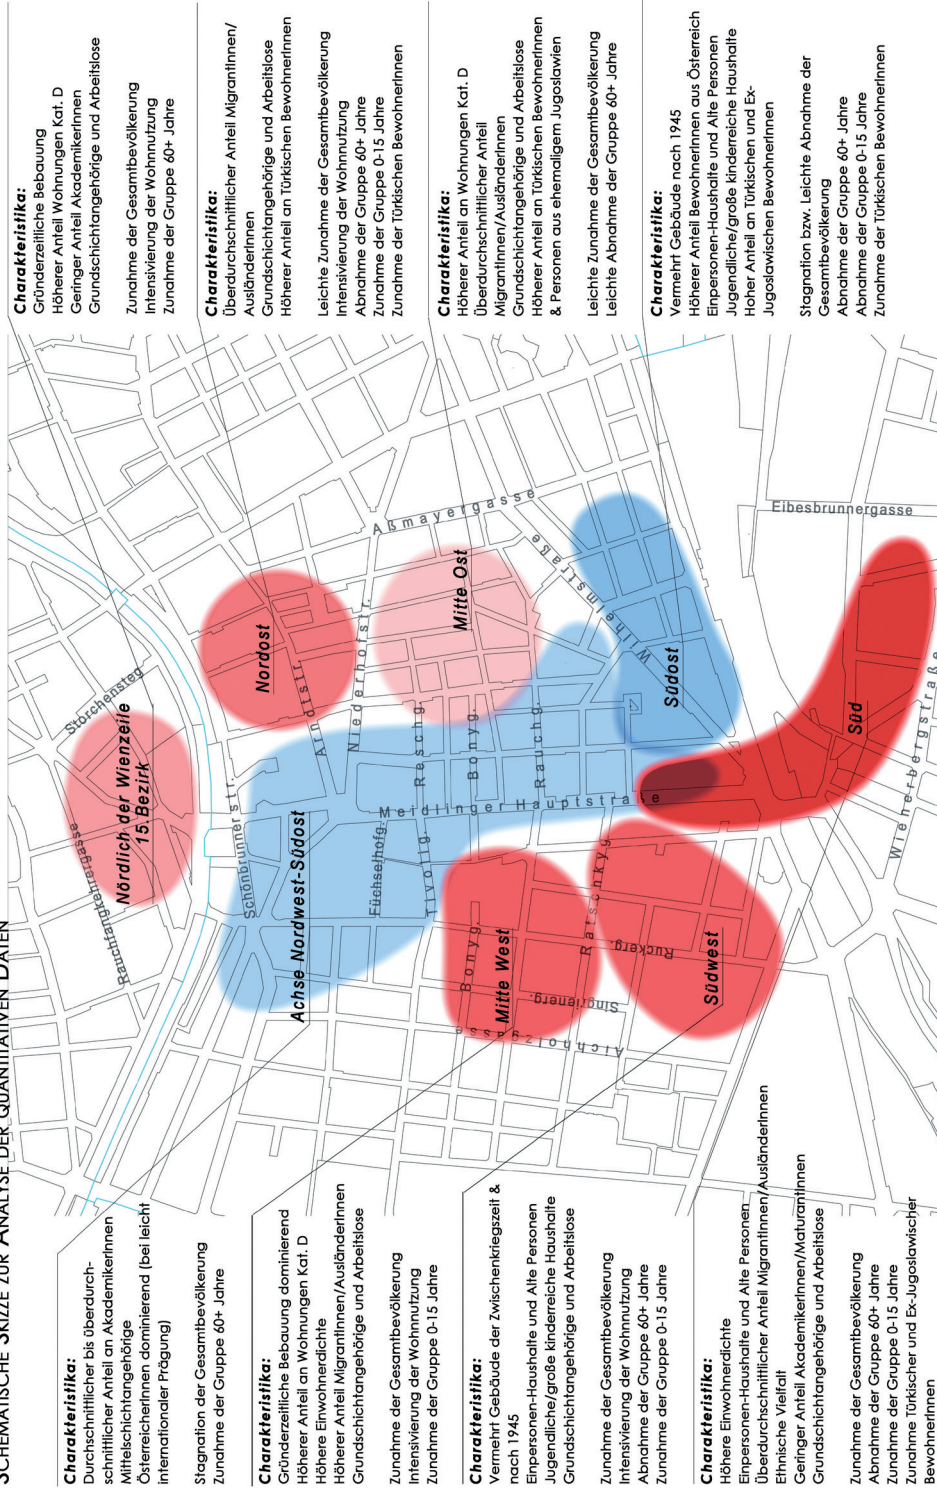 SCHEMATISCHE SKIZZE ZUR ANALYSE DER QUANTITATIVEN DATEN
Charakteristika:
Durchschnittlicher bis überdurch-
schnittlicher Anteil an AkademikerInnen
Mittelschichtangehörige
ÖsterreicherInnen dominierend (bei leicht
internationaler Prägung)
Stagnation der Gesamtbevölkerung
Zunahme der Gruppe 60+ Jahre
Charakteristika:
Gründerzeitliche Bebauung dominierend
Höherer Anteil an Wohnungen Kat. D
Höhere Einwohnerdichte
Höherer Anteil MigrantInnen/AusländerInnen
Grundschichtangehörige und Arbeitslose
Zunahme der Gesamtbevölkerung
Intensivierung der Wohnnutzung
Zunahme der Gruppe 0-15 Jahre
Charakteristika:
Vermehrt Gebäude der Zwischenkriegszeit &
nach 1945
Einpersonen-Haushalte und Alte Personen
Jugendliche/große kinderreiche Haushalte
Grundschichtangehörige und Arbeitslose
Zunahme der Gesamtbevölkerung
Intensivierung der Wohnnutzung
Abnahme der Gruppe 60+ Jahre
Zunahme der Gruppe 0-15 Jahre
Charakteristika:
Höhere Einwohnerdichte
Einpersonen-Haushalte und Alte Personen
Überdurchschnittlicher Anteil MigrantInnen/AusländerInnen
Ethnische Vielfalt
Geringer Anteil AkademikerInnen/MaturantInnen
Grundschichtangehörige und Arbeitslose
Zunahme der Gesamtbevölkerung
Abnahme der Gruppe 60+ Jahre
Zunahme der Gruppe 0-15 Jahre
Zunahme Türkischer und Ex-Jugoslawischer
BewohnerInnen
Rauchfangkehrergasse
Storchensteg
Nördlich der Wienzeile
15.Bezirk
Schönbrunnerstr.
Achse Nordwest-Südost
Nordost
Arndtstr.
Niederhofstr.
Füchselhofg.
Aßmayergasse
Mitte Ost
Tivolig.
Reschg.
Meidlinger Hauptstraße
Bonyg.
Bonyg.
Mitte West
Rauchg.
Wilhelmstraße
Ratschkyg.
Ruckerg.
Singrienerg.
Aichholzgasse
Südwest
Südost
Süd
Eibesbrunnergasse
Wienerbergstraße
Charakteristika:
Gründerzeitliche Bebauung
Höherer Anteil Wohnungen Kat. D
Geringer Anteil AkademikerInnen
Grundschichtangehörige und Arbeitslose
Zunahme der Gesamtbevölkerung
Intensivierung der Wohnnutzung
Zunahme der Gruppe 60+ Jahre
Charakteristika:
Überdurchschnittlicher Anteil MigrantInnen/
AusländerInnen
Grundschichtangehörige und Arbeitslose
Höherer Anteil an Türkischen BewohnerInnen
Leichte Zunahme der Gesamtbevölkerung
Intensivierung der Wohnnutzung
Abnahme der Gruppe 60+ Jahre
Zunahme der Gruppe 0-15 Jahre
Zunahme der Türkischen BewohnerInnen
Charakteristika:
Höherer Anteil an Wohnungen Kat. D
Überdurchschnittlicher Anteil
MigrantInnen/AusländerInnen
Grundschichtangehörige und Arbeitslose
Höherer Anteil an Türkischen BewohnerInnen
& Personen aus ehemaligem Jugoslawien
Leichte Zunahme der Gesamtbevölkerung
Leichte Abnahme der Gruppe 60+ Jahre
Charakteristika:
Vermehrt Gebäude nach 1945
Höherer Anteil BewohnerInnen aus Österreich
Einpersonen-Haushalte und Alte Personen
Jugendliche/große kinderreiche Haushalte
Hoher Anteil an Türkischen und Ex-
Jugoslawischen BewohnerInnen
Stagnation bzw. Leichte Abnahme der
Gesamtbevölkerung
Abnahme der Gruppe 60+ Jahre
Abnahme der Gruppe 0-15 Jahre
Zunahme der Türkischen BewohnerInnen